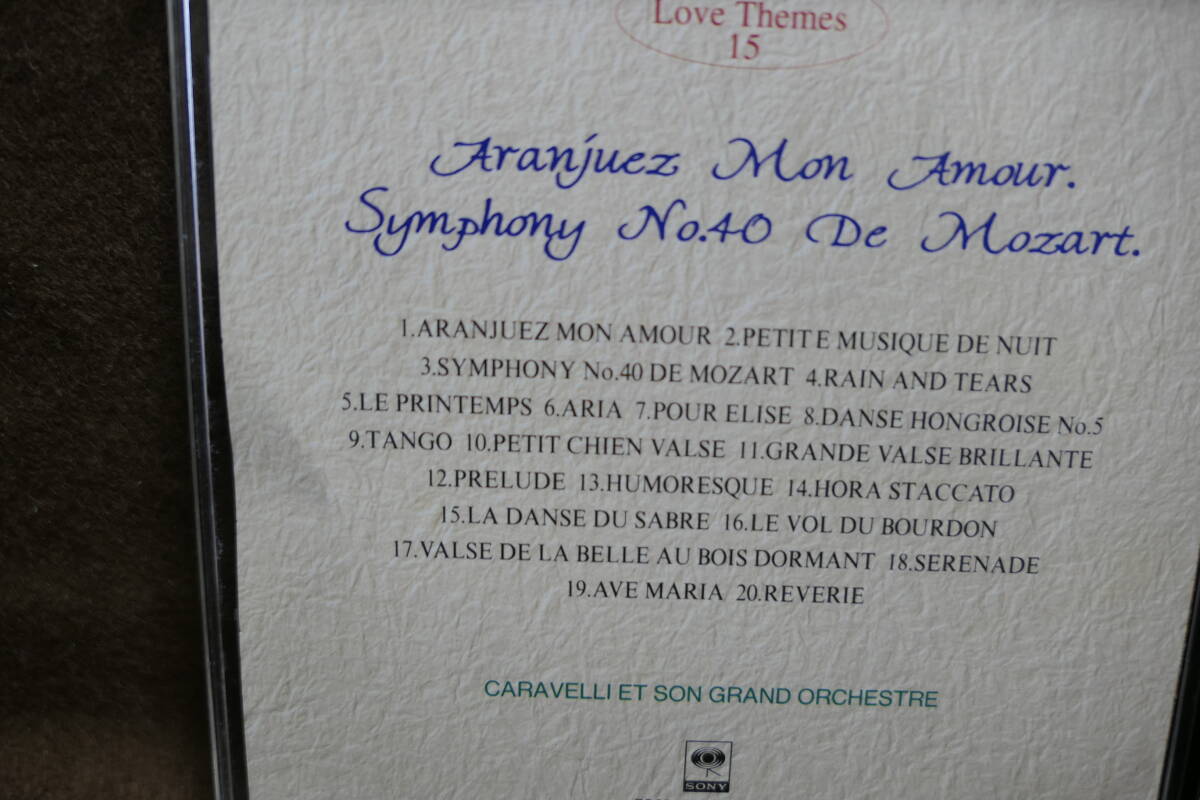 Love Themes
15
Aranjuez Mon Amour.
Symphony No.40 De Mozart.
1.ARANJUEZ MON AMOUR 2.PETITE MUSIQUE DE NUIT
3.SYMPHONY No.40 DE MOZART 4.RAIN AND TEARS
5.LE PRINTEMPS 6.ARIA 7.POUR ELISE 8.DANSE HONGROISE No.5
9.TANGO 10.PETIT CHIEN VALSE 11.GRANDE VALSE BRILLANTE
12.PRELUDE 13.HUMORESQUE 14.HORA STACCATO
15.LA DANSE DU SABRE 16.LE VOL DU BOURDON
17.VALSE DE LA BELLE AU BOIS DORMANT 18.SERENADE
19.AVE MARIA 20.REVERIE
CARAVELLI ET SON GRAND ORCHESTRE
SONY